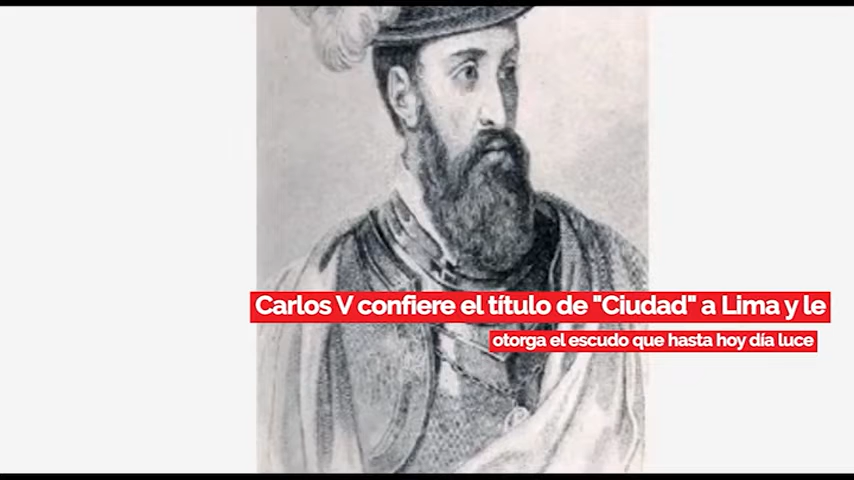 Carlos V confiere el título de "Ciudad" a Lima y le
otorga el escudo que hasta hoy día luce